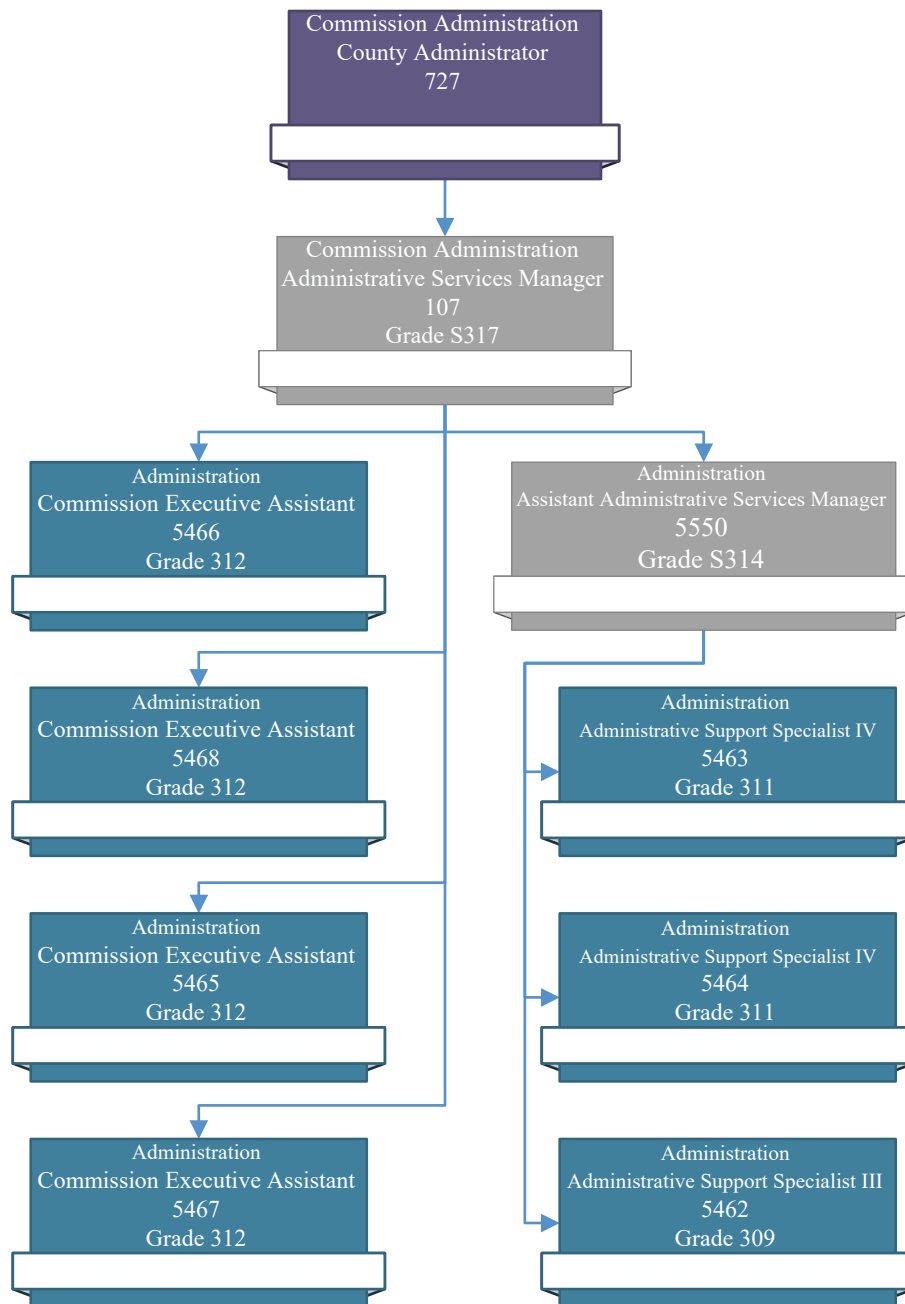 Commission Administration
County Administrator
727
Commission Administration
Administrative Services Manager
107
Grade S317
Administration
Commission Executive Assistant
5466
Grade 312
Administration
Assistant Administrative Services Manager
5550
Grade S314
Administration
Commission Executive Assistant
5468
Grade 312
Administration
Administrative Support Specialist IV
5463
Grade 311
Administration
Commission Executive Assistant
5465
Grade 312
Administration
Administrative Support Specialist IV
5464
Grade 311
Administration
Commission Executive Assistant
5467
Grade 312
Administration
Administrative Support Specialist III
5462
Grade 309